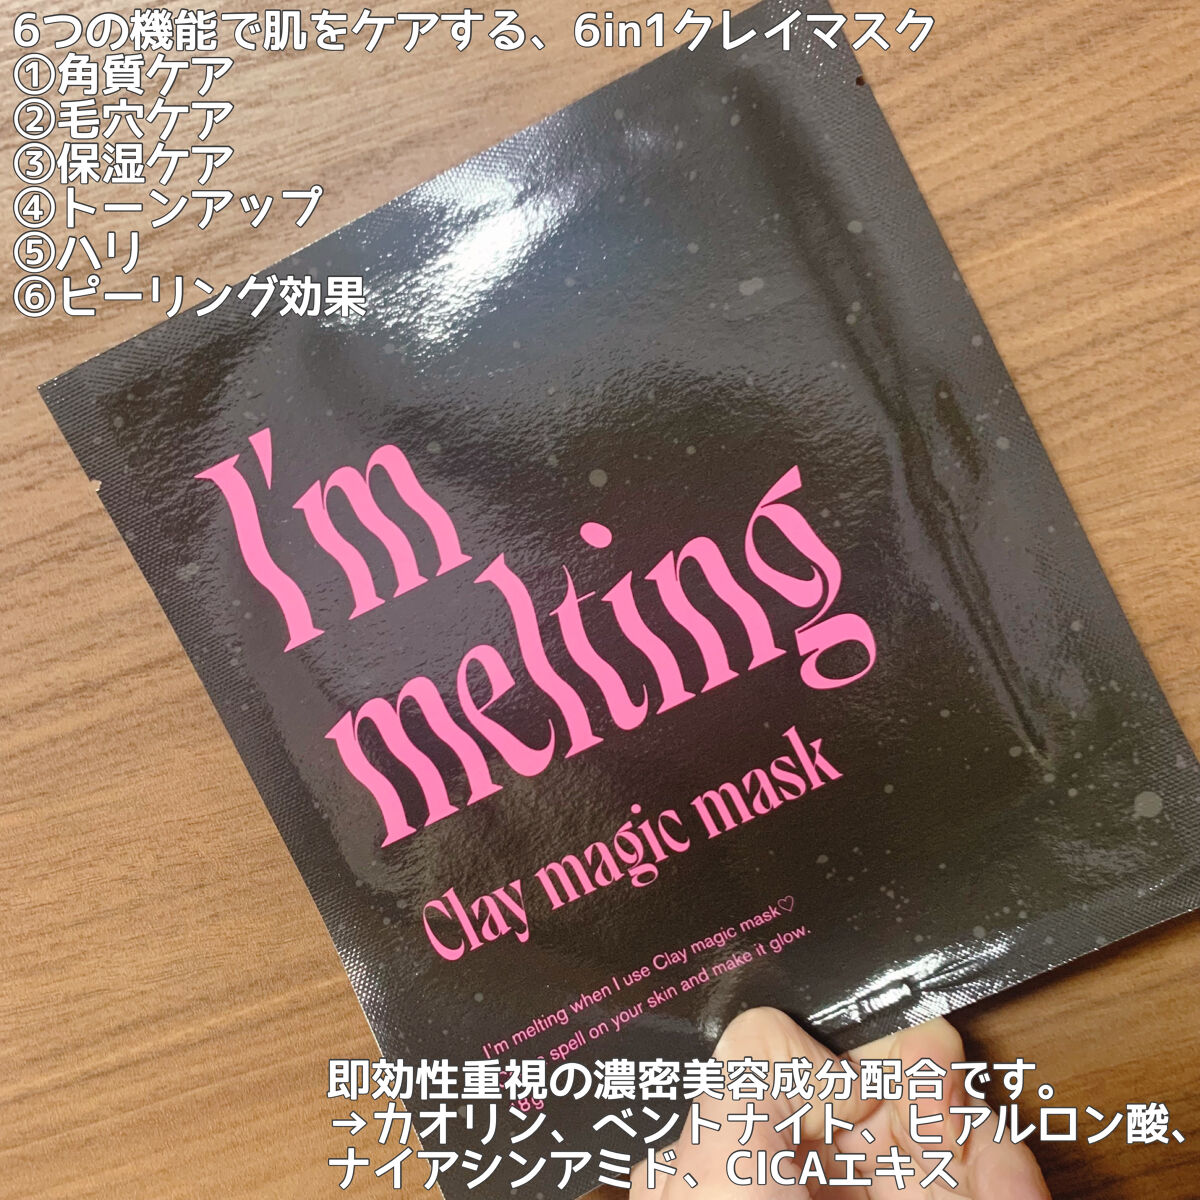 6つの機能で肌をケアする、6in1クレイマスク
①角質ケア
②毛穴ケア
③保湿ケア
④トーンアップ
⑤ハリ
⑥ピーリング効果
I'm
melting
Clay magic mask
I'm melting when I use Clay magic mask♡
spell on your skin and make it glow.
即効性重視の濃密美容成分配合です。
→カオリン、ベントナイト、ヒアルロン酸、
ナイアシンアミド、CICAエキス